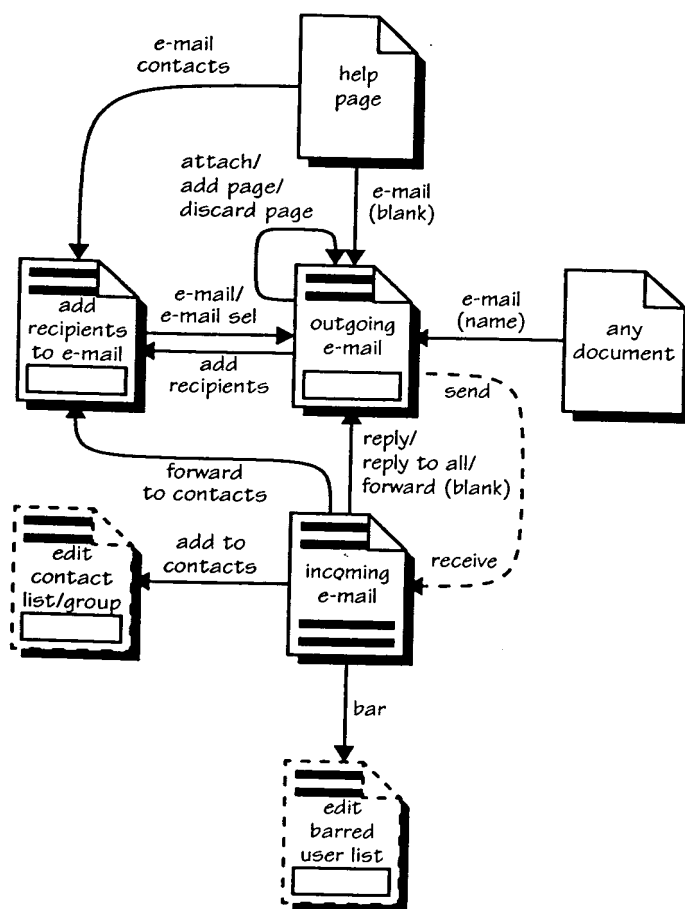 e-mail
contacts
help
page
attach/
add page/
discard page
e-mail
(blank)
add
recipients
to e-mail
e-mail/
e-mail sel
add
recipients
outgoing
e-mail
e-mail
(name)
any
document
send
forward
to contacts
reply/
reply to all/
forward (blank)
edit
contact
list/group
add to
contacts
incoming
e-mail
receive
bar
edit
barred
user list